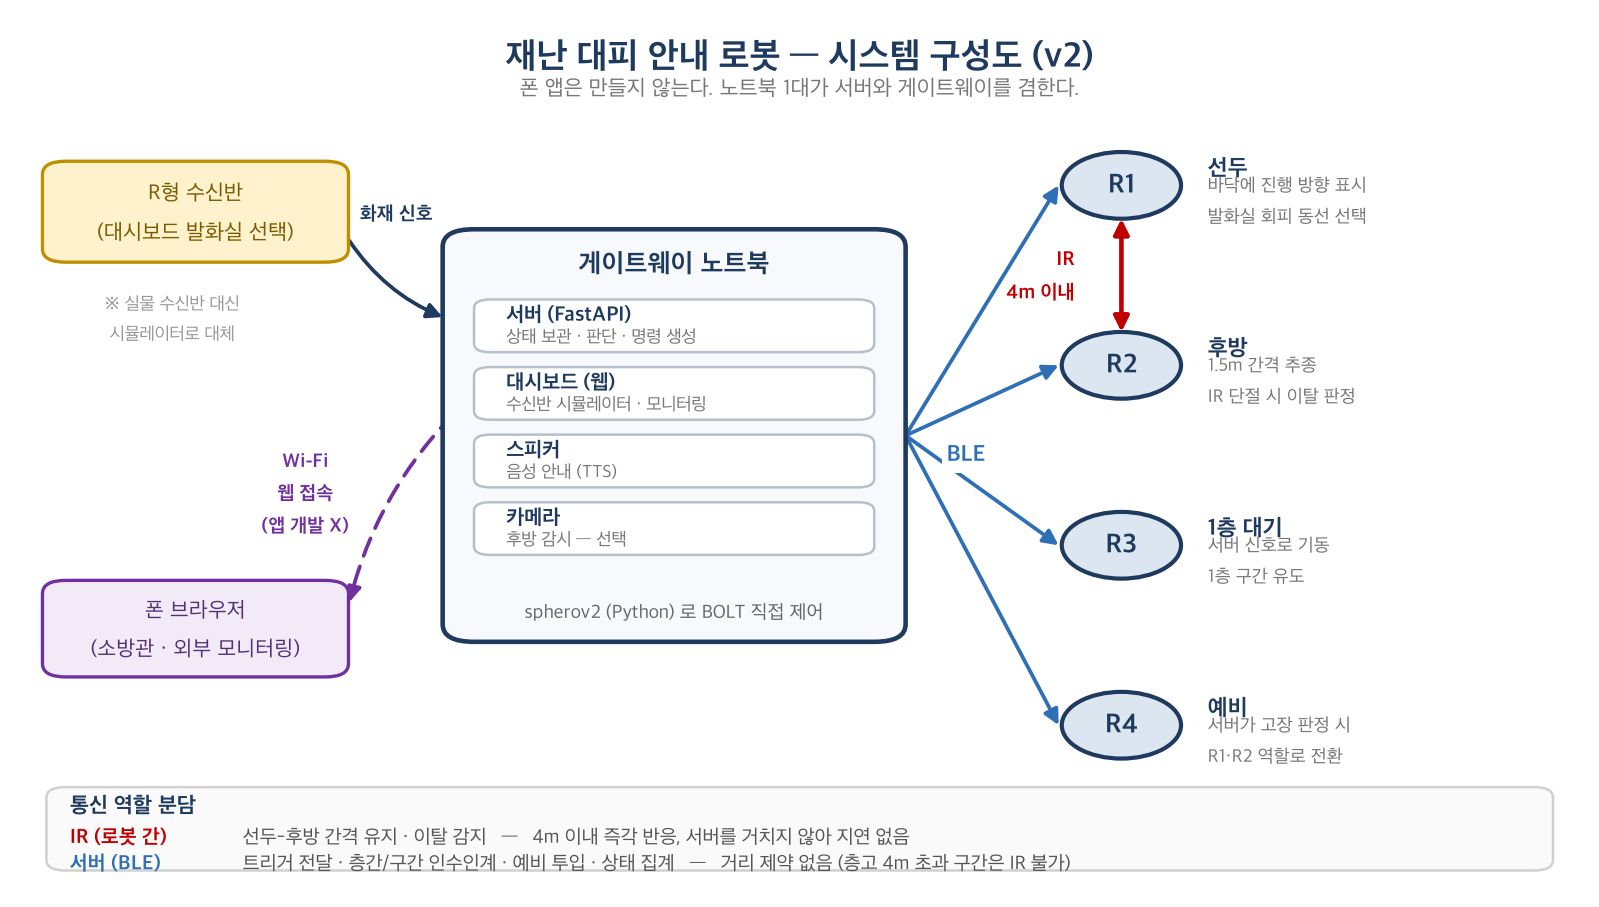 재난 대피 안내 로봇 — 시스템 구성도 (v2)
폰 앱은 만들지 않는다. 노트북 1대가 서버와 게이트웨이를 겸한다.
R형 수신반
(대시보드 발화실 선택)
※ 실물 수신반 대신
시뮬레이터로 대체
화재 신호
게이트웨이 노트북
서버 (FastAPI)
상태 보관 · 판단 · 명령 생성
대시보드 (웹)
수신반 시뮬레이터 · 모니터링
스피커
음성 안내 (TTS)
카메라
후방 감시 — 선택
spherov2 (Python) 로 BOLT 직접 제어
Wi-Fi
웹 접속
(앱 개발 X)
폰 브라우저
(소방관 · 외부 모니터링)
BLE
R1
선두
바닥에 진행 방향 표시
발화실 회피 동선 선택
IR
4m 이내
R2
후방
1.5m 간격 추종
IR 단절 시 이탈 판정
R3
1층 대기
서버 신호로 기동
1층 구간 유도
R4
예비
서버가 고장 판정 시
R1·R2 역할로 전환
통신 역할 분담
IR (로봇 간) 선두–후방 간격 유지 · 이탈 감지 — 4m 이내 즉각 반응, 서버를 거치지 않아 지연 없음
서버 (BLE) 트리거 전달 · 층간/구간 인수인계 · 예비 투입 · 상태 집계 — 거리 제약 없음 (층고 4m 초과 구간은 IR 불가)